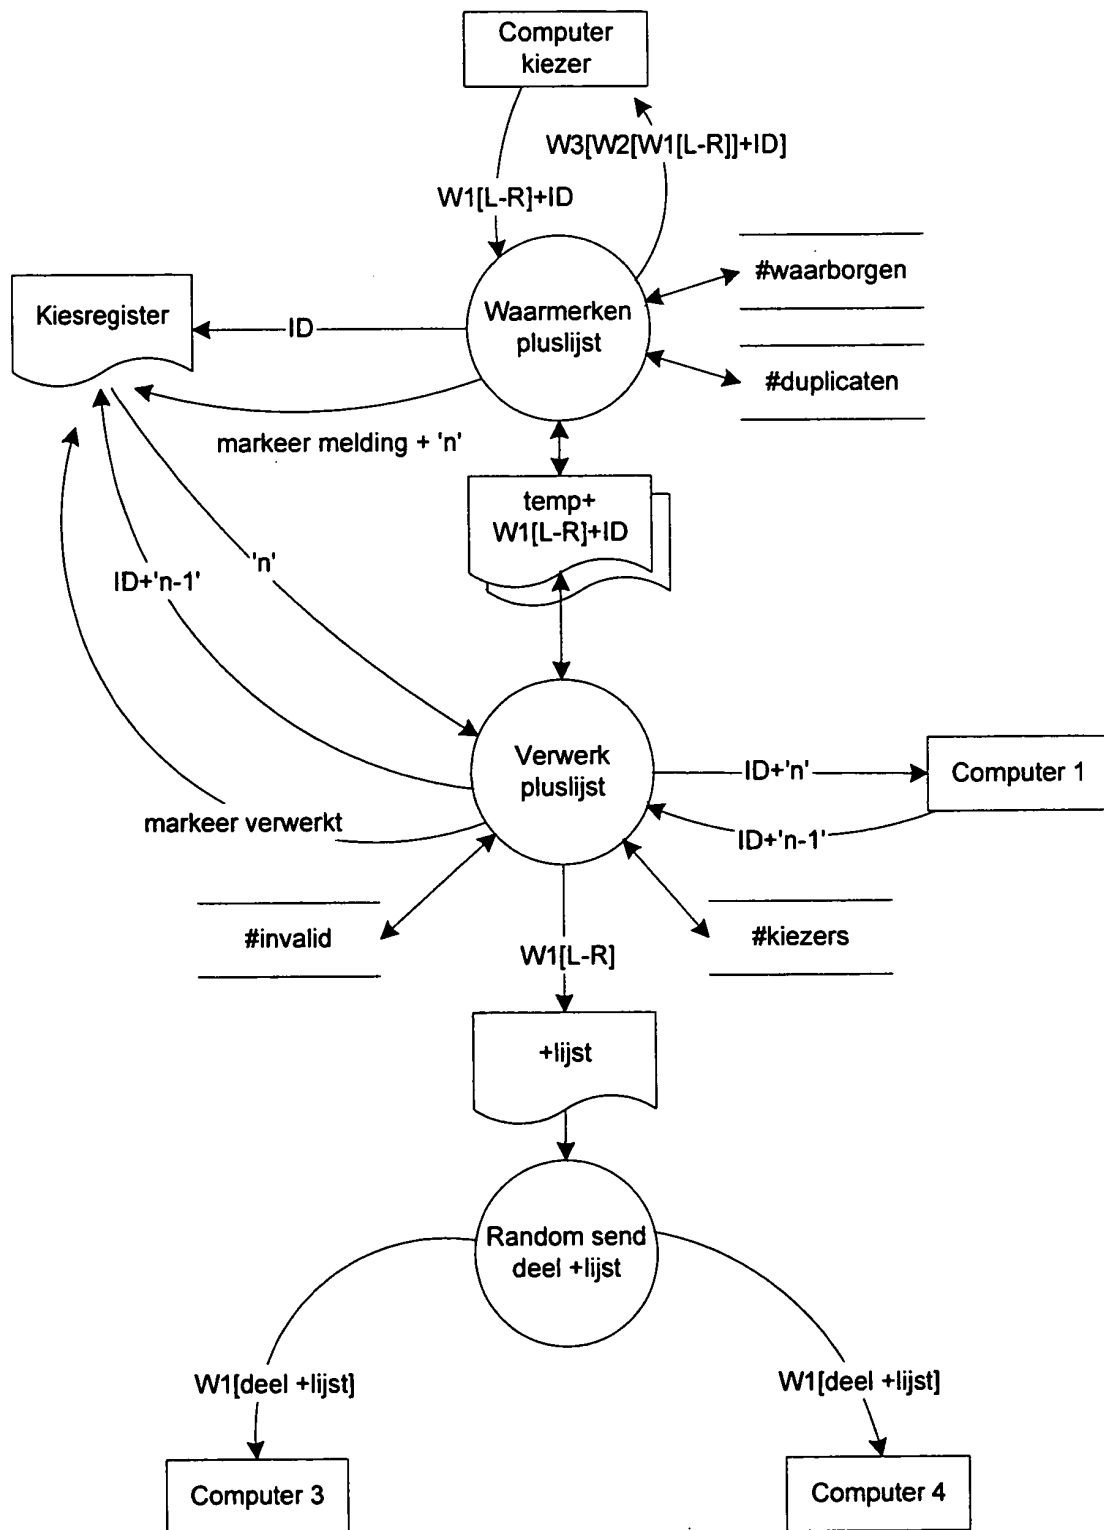 Computer
kiezer
W3[W2[W1[L-R]]+ID]
W1[L-R]+ID
#waarborgen
Waarmerken
pluslijst
Kiesregister
ID
#duplicaten
markeer melding + 'n'
temp+
W1[L-R]+ID
'n'
ID+'n-1'
Verwerk
pluslijst
ID+'n'
Computer 1
markeer verwerkt
ID+'n-1'
#invalid
#kiezers
W1[L-R]
+lijst
Random send
deel +lijst
W1[deel +lijst]
W1[deel +lijst]
Computer 3
Computer 4